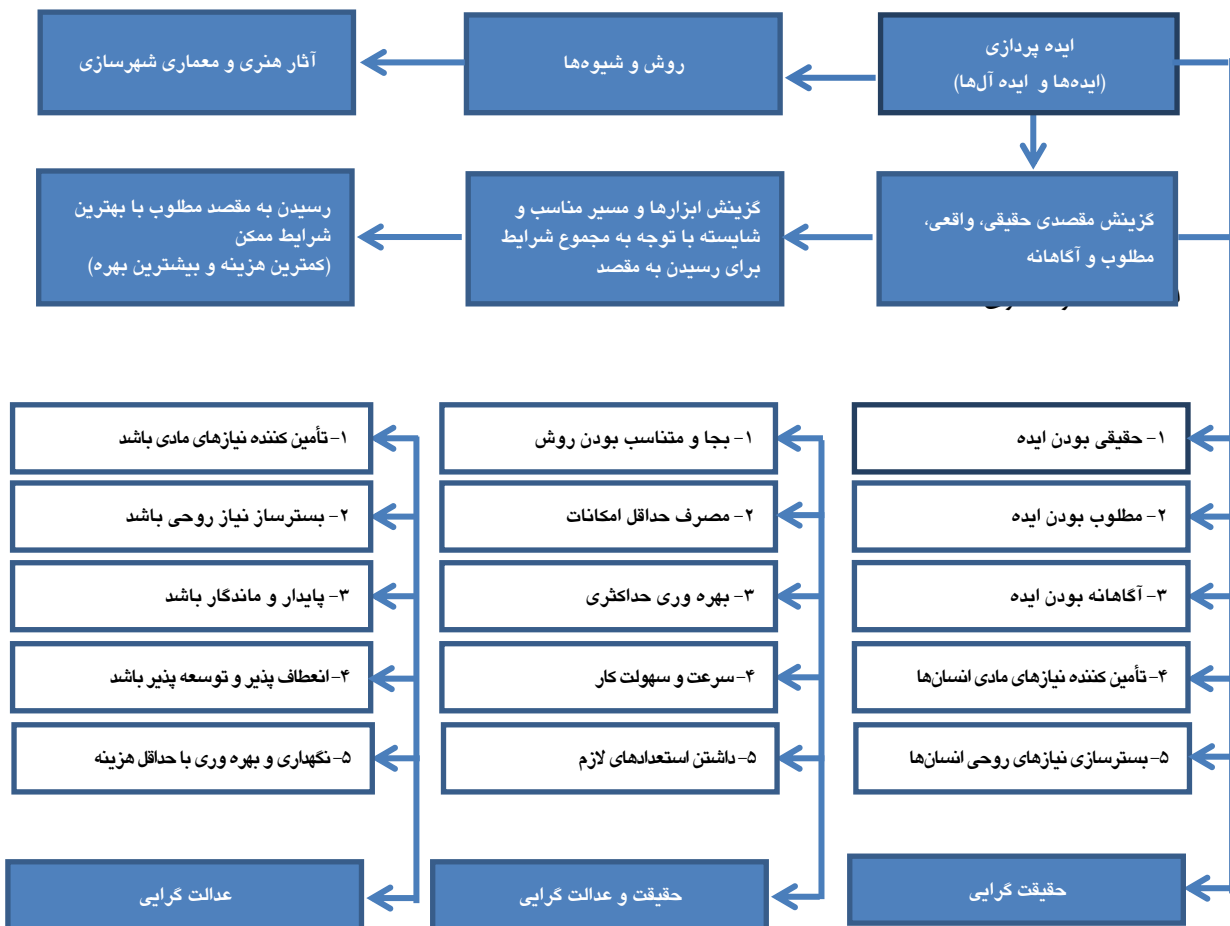 ایده پردازی
(ایده‌ها و ایده آل‌ها)
روش و شیوه‌ها
آثار هنری و معماری شهرسازی
گزینش مقصدی حقیقی، واقعی،
مطلوب و آگاهانه
گزینش ابزارها و مسیر مناسب و
شایسته با توجه به مجموع شرایط
برای رسیدن به مقصد
رسیدن به مقصد مطلوب با بهترین
شرایط ممکن
(کمترین هزینه و بیشترین بهره)
۱- حقیقی بودن ایده
۲- مطلوب بودن ایده
۳- آگاهانه بودن ایده
۴- تأمین کننده نیازهای مادی انسان‌ها
۵- بسترسازی نیازهای روحی انسان‌ها
حقیقت گرایی
۱- بجا و متناسب بودن روش
۲- مصرف حداقل امکانات
۳- بهره وری حداکثری
۴- سرعت و سهولت کار
۵- داشتن استعدادهای لازم
حقیقت و عدالت گرایی
۱- تأمین کننده نیازهای مادی باشد
۲- بسترساز نیاز روحی باشد
۳- پایدار و ماندگار باشد
۴- انعطاف پذیر و توسعه پذیر باشد
۵- نگهداری و بهره وری با حداقل هزینه
عدالت گرایی